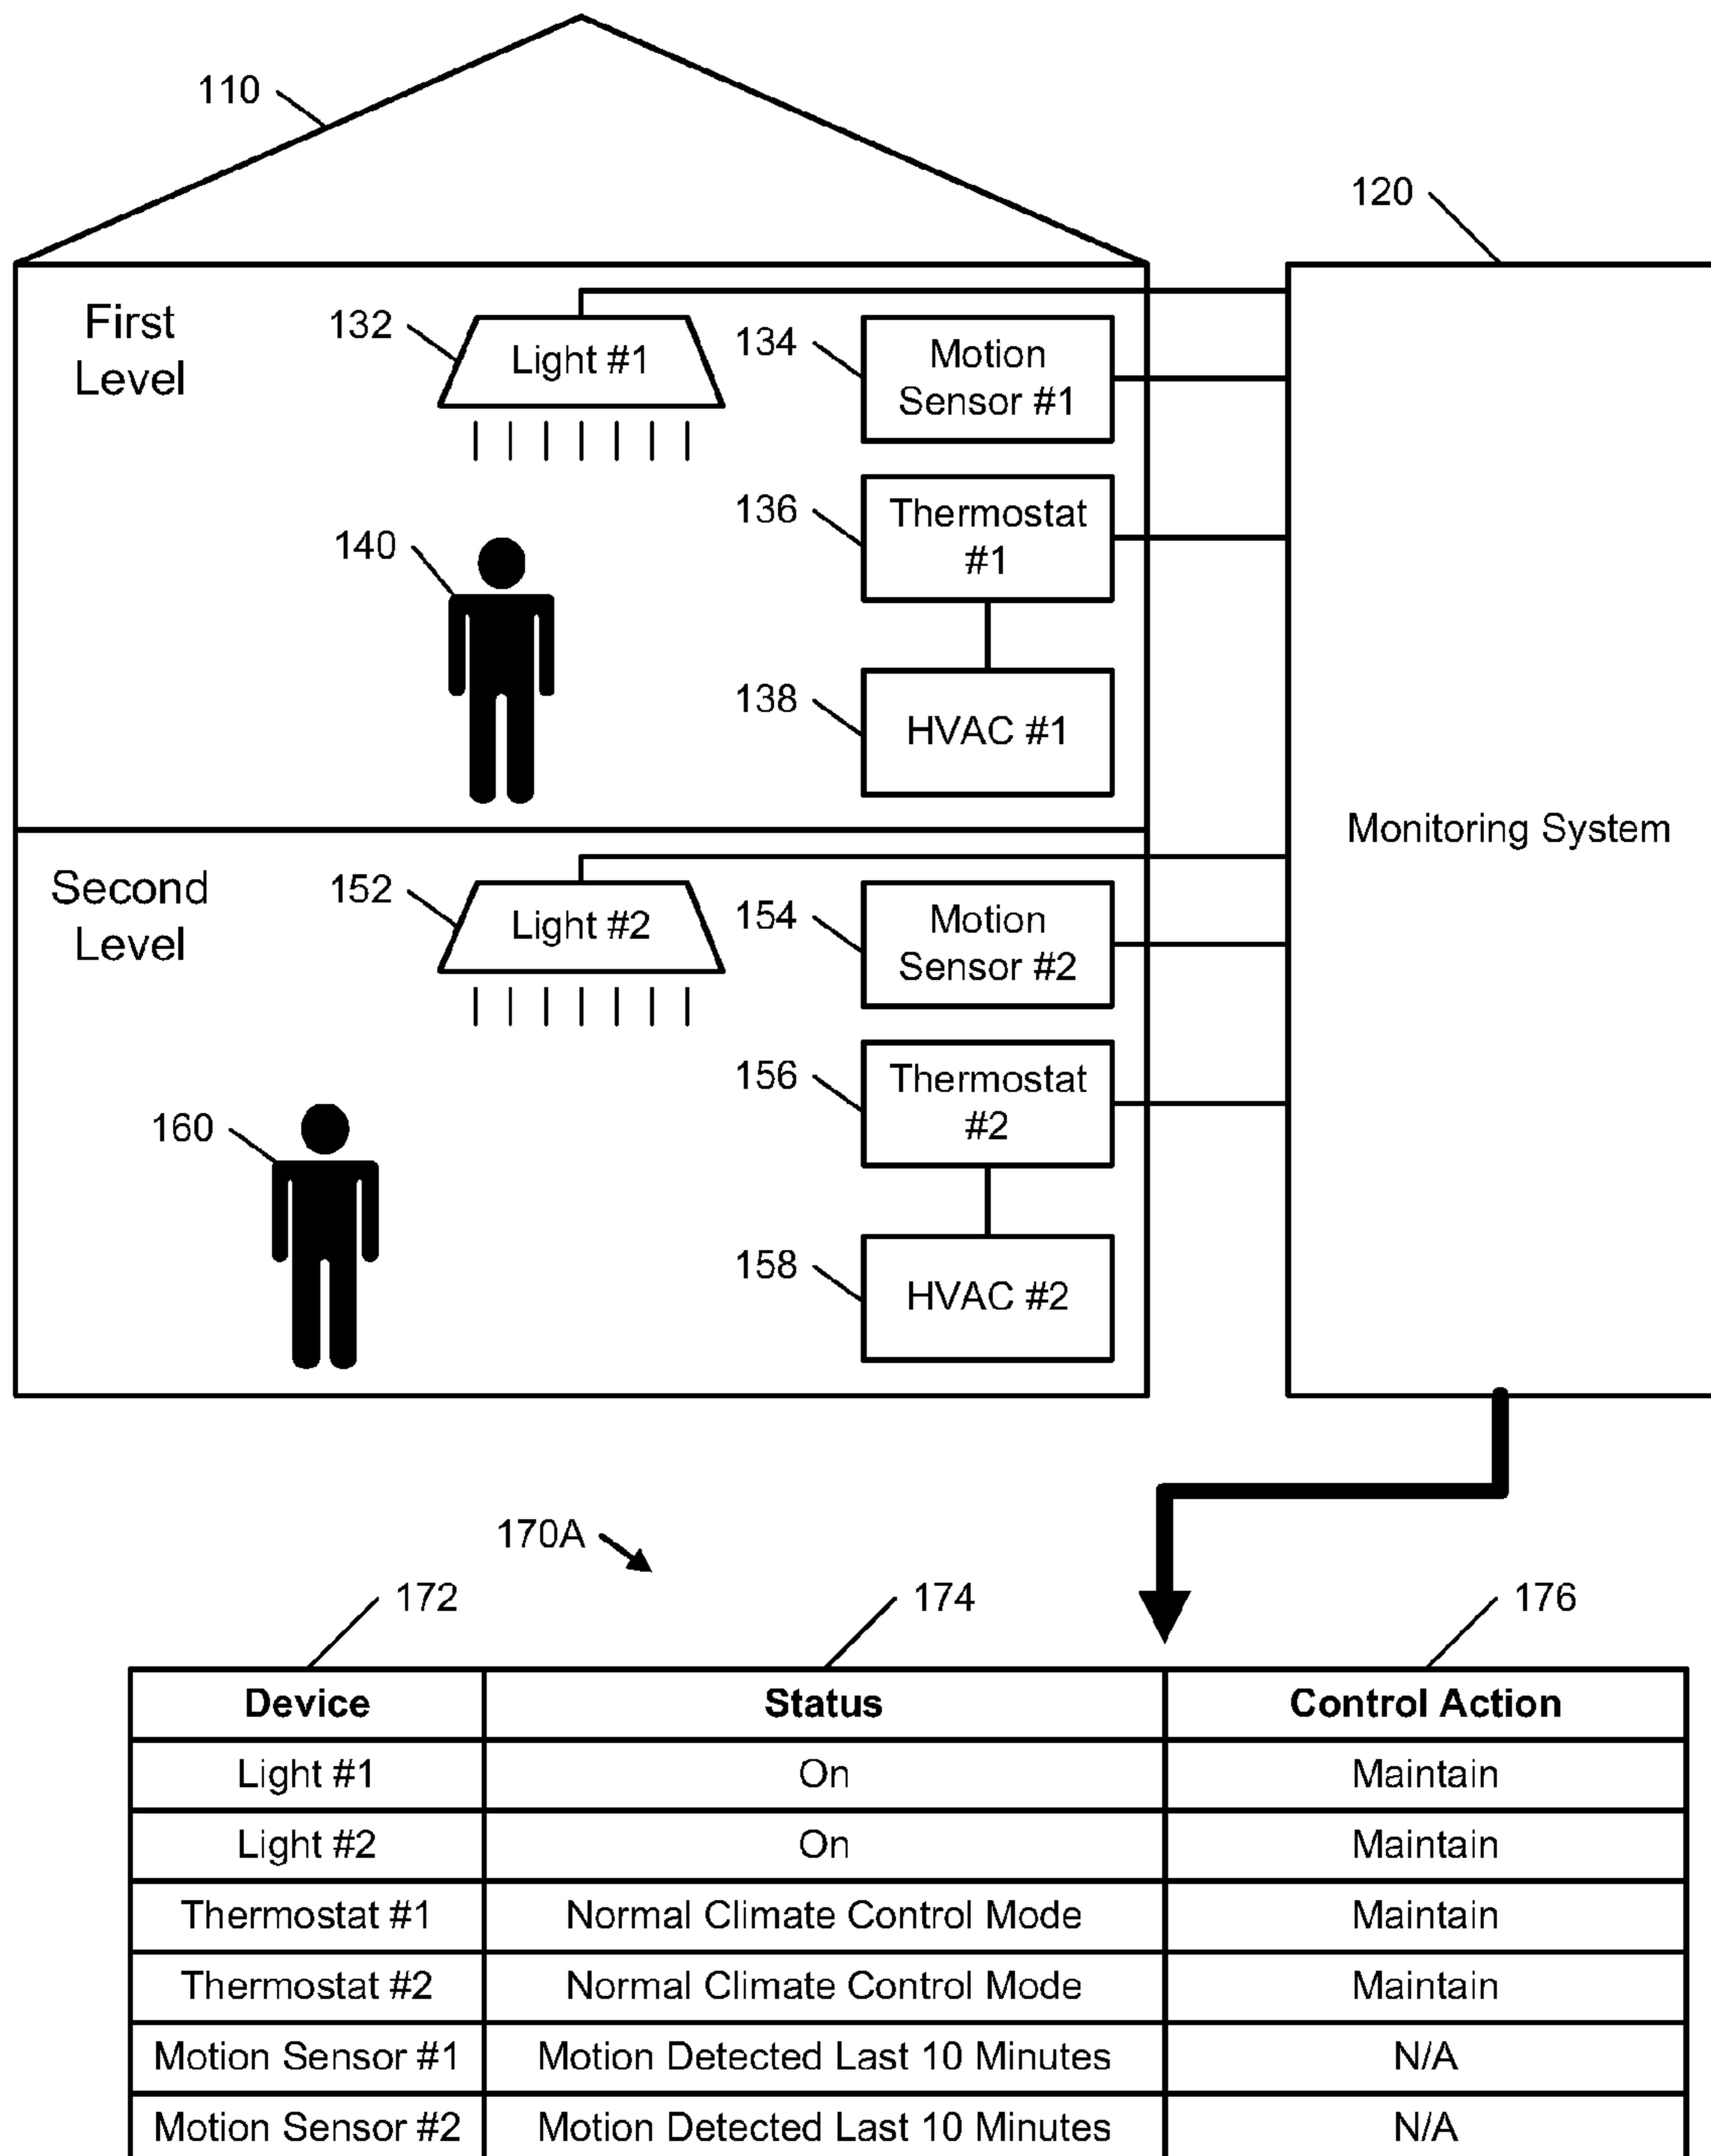 110
120
First
Level
132
Light #1
134
Motion
Sensor #1
136
Thermostat
#1
140
138
HVAC #1
Monitoring System
Second
Level
152
Light #2
154
Motion
Sensor #2
156
Thermostat
#2
160
158
HVAC #2
170A
172
174
176
Device Status Control Action
Light #1 On Maintain
Light #2 On Maintain
Thermostat #1 Normal Climate Control Mode Maintain
Thermostat #2 Normal Climate Control Mode Maintain
Motion Sensor #1 Motion Detected Last 10 Minutes N/A
Motion Sensor #2 Motion Detected Last 10 Minutes N/A